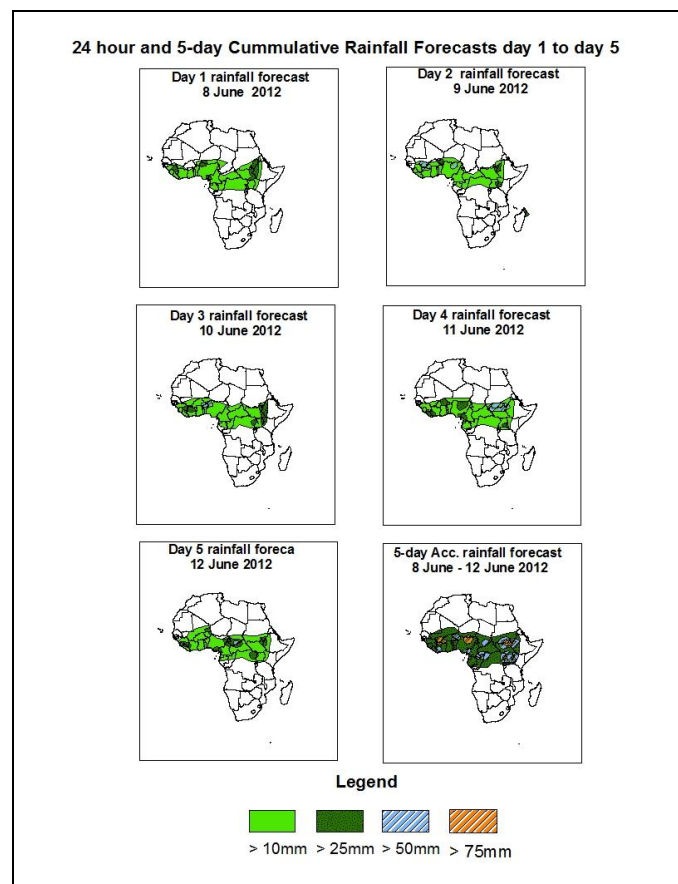 24 hour and 5-day Cummulative Rainfall Forecasts day 1 to day 5
Day 1 rainfall forecast
8 June 2012
Day 2 rainfall forecast
9 June 2012
Day 3 rainfall forecast
10 June 2012
Day 4 rainfall forecast
11 June 2012
Day 5 rainfall foreca
12 June 2012
5-day Acc. rainfall forecast
8 June - 12 June 2012
Legend
> 10mm > 25mm > 50mm > 75mm